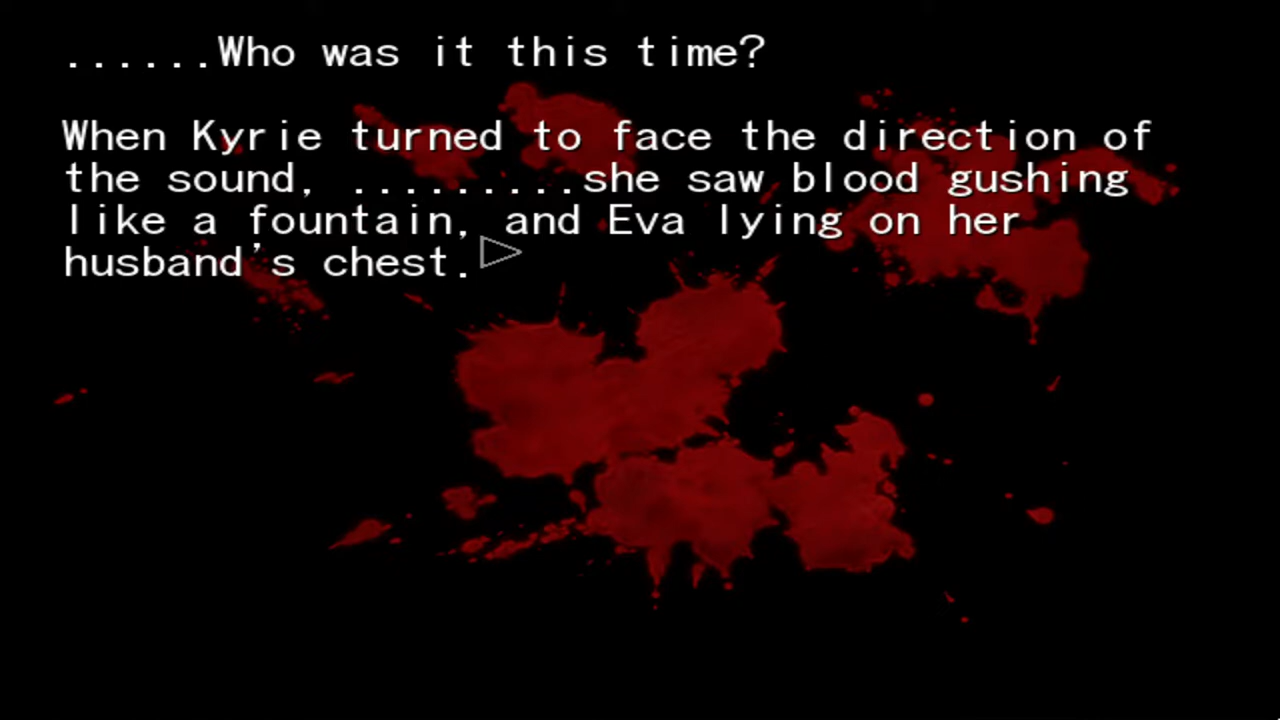 ......Who was it this time?
When Kyrie turned to face the direction of
the sound, .........she saw blood gushing
like a fountain, and Eva lying on her
husband's chest.